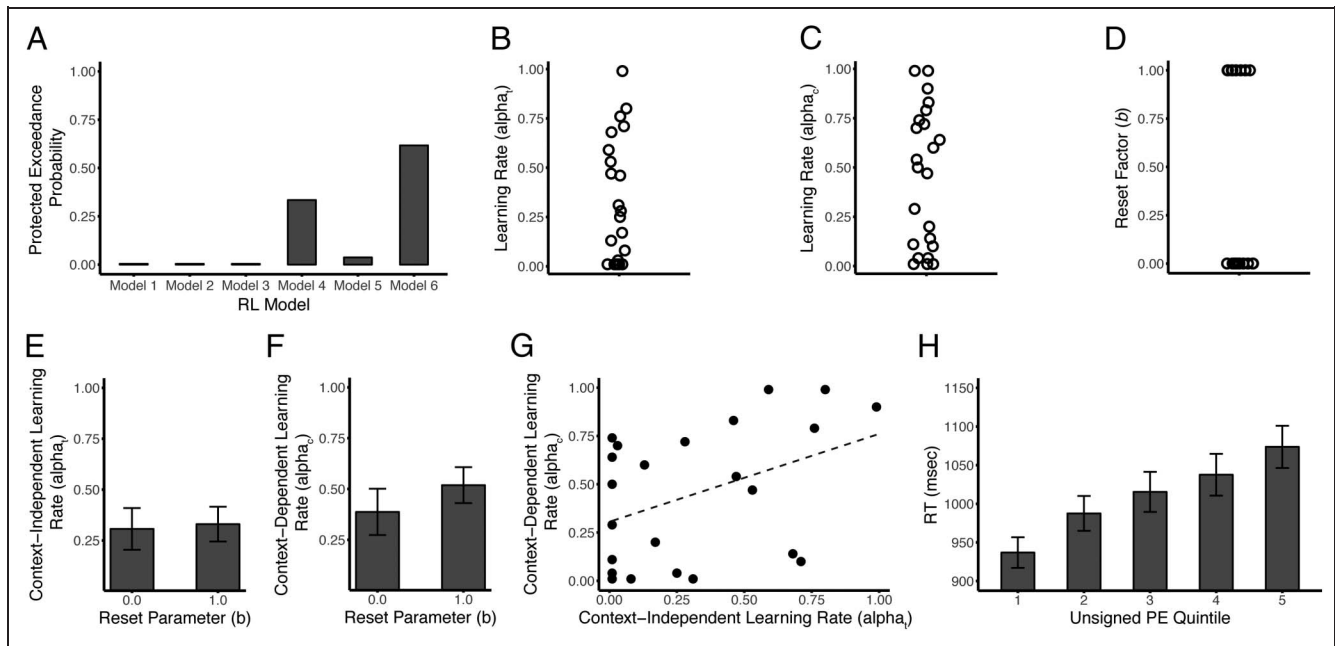 A
Protected Exceedance
Probability
1.00
0.75
0.50
0.25
0.00
Model 1 Model 2 Model 3 Model 4 Model 5 Model 6
RL Model
B
Learning Rate (alphaₜ)
1.00
0.75
0.50
0.25
0.00
C
Learning Rate (alpha꜀)
1.00
0.75
0.50
0.25
0.00
D
Reset Factor (b)
1.00
0.75
0.50
0.25
0.00
E
Context−Independent Learning
Rate (alphaₜ)
1.00
0.75
0.50
0.25
0.0 1.0
Reset Parameter (b)
F
Context−Dependent Learning
Rate (alpha꜀)
1.00
0.75
0.50
0.25
0.0 1.0
Reset Parameter (b)
G
Context−Dependent Learning
Rate (alpha꜀)
1.00
0.75
0.50
0.25
0.00
0.00 0.25 0.50 0.75 1.00
Context−Independent Learning Rate (alphaₜ)
H
RT (msec)
1150
1100
1050
1000
950
900
1 2 3 4 5
Unsigned PE Quintile